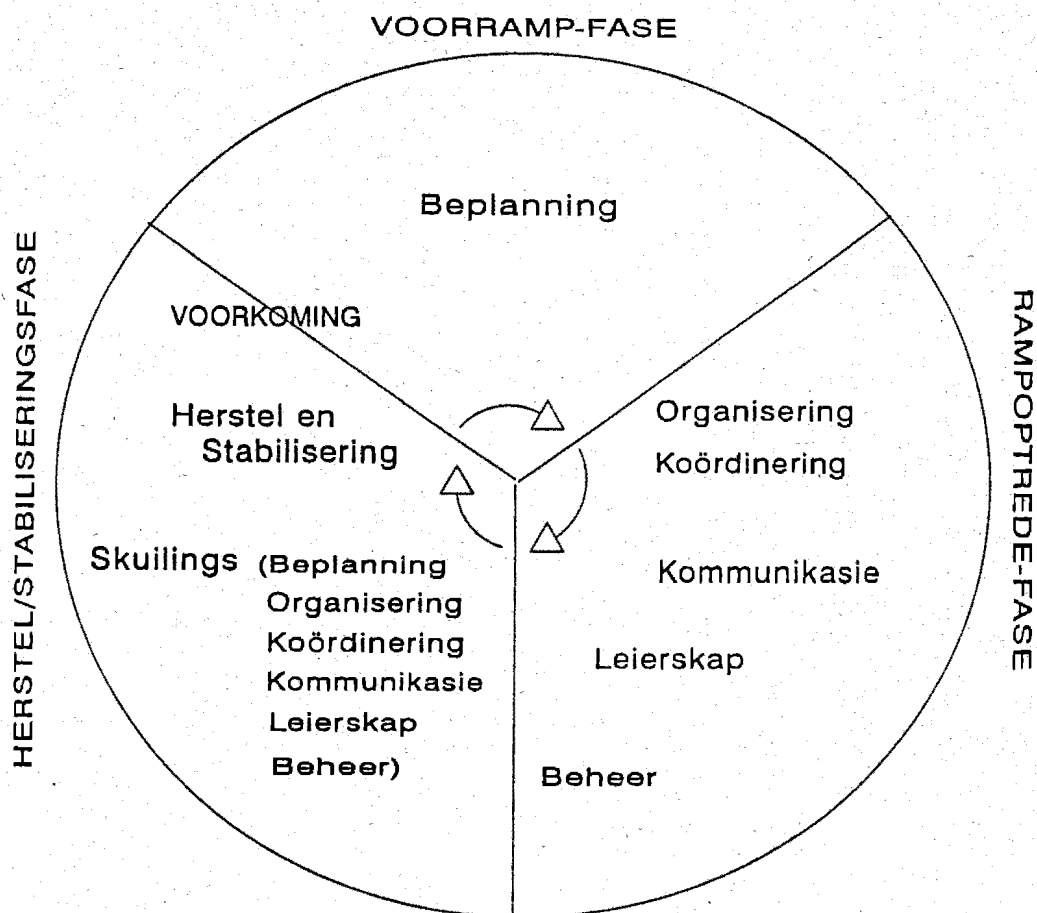 VOORRAMP-FASE
Beplanning
HERSTEL/STABILISERINGSFASE
VOORKOMING
Herstel en
Stabilisering
Skuilings (Beplanning
Organisering
Koördinering
Kommunikasie
Leierskap
Beheer)
Organisering
Koördinering
Kommunikasie
Leierskap
Beheer
RAMPOPTREDE-FASE